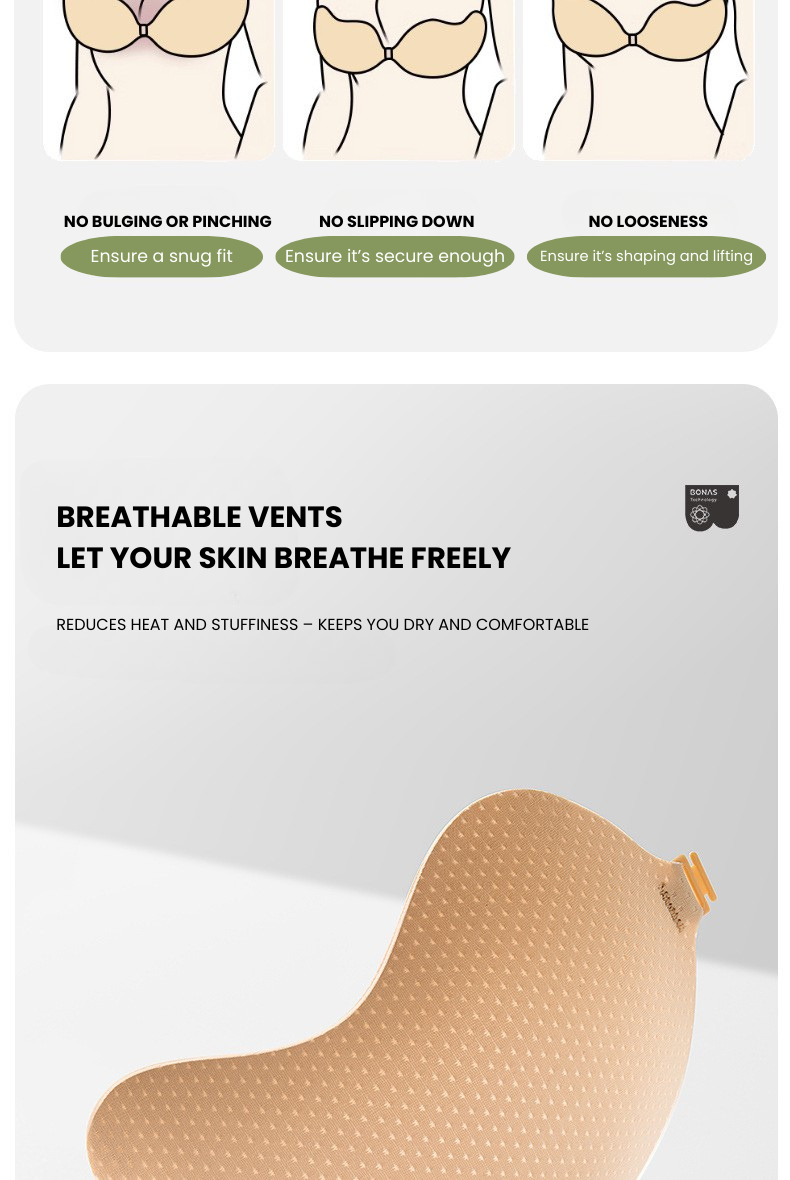 NO BULGING OR PINCHING
NO SLIPPING DOWN
NO LOOSENESS
Ensure a snug fit
Ensure it's secure enough
Ensure it's shaping and lifting
BREATHABLE VENTS
LET YOUR SKIN BREATHE FREELY
BONAS
Technology
REDUCES HEAT AND STUFFINESS – KEEPS YOU DRY AND COMFORTABLE